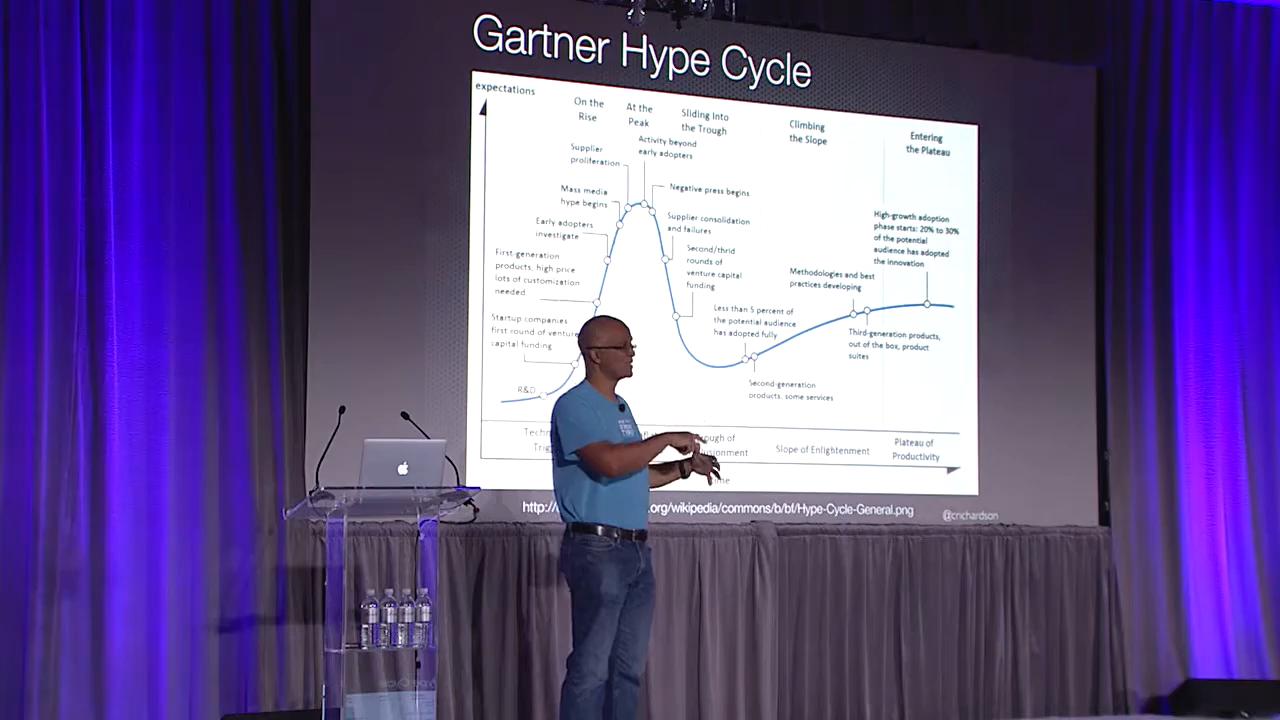 Gartner Hype Cycle
expectations
On the
Rise
At the
Peak
Sliding Into
the Trough
Climbing
the Slope
Entering
the Plateau
Activity beyond
early adopters
Supplier
proliferation
Negative press begins
Mass media
hype begins
Supplier consolidation
and failures
Early adopters
investigate
Second/thrid
rounds of
venture capital
funding
First-generation
products, high price
lots of customization
needed
High-growth adoption
phase starts: 20% to 30%
of the potential
audience has adopted
the innovation
Methodologies and best
practices developing
Less than 5 percent of
the potential audience
has adopted fully
Startup companies
first round of venture
capital funding
Third-generation products,
out of the box, product
suites
R&D
Second-generation
products, some services
Slope of Enlightenment
Plateau of
Productivity
http://
.org/wikipedia/commons/b/bf/Hype-Cycle-General.png
@crichardson